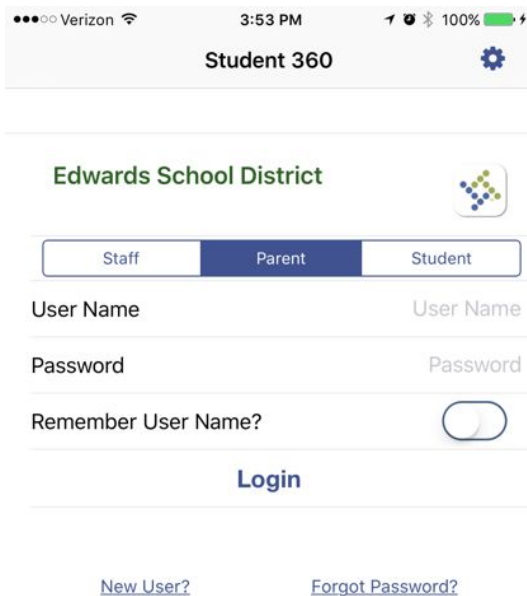 Verizon 3:53 PM 100%
Student 360
Edwards School District
Staff Parent Student
User Name User Name
Password Password
Remember User Name?
Login
New User? Forgot Password?